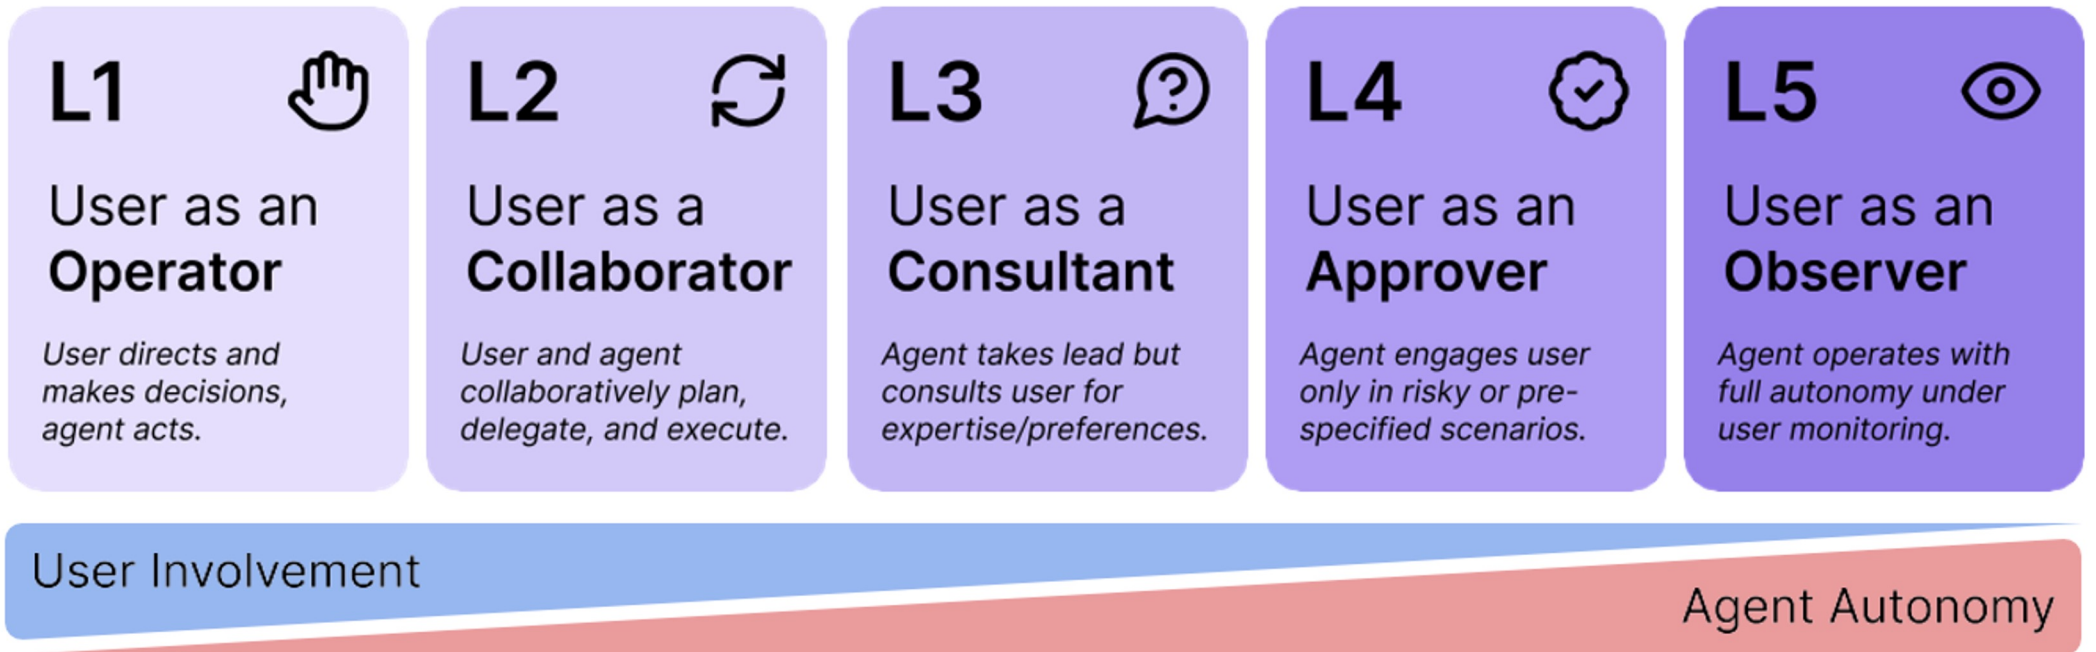 L1
User as an
Operator
User directs and
makes decisions,
agent acts.
L2
User as a
Collaborator
User and agent
collaboratively plan,
delegate, and execute.
L3
User as a
Consultant
Agent takes lead but
consults user for
expertise/preferences.
L4
User as an
Approver
Agent engages user
only in risky or pre-
specified scenarios.
L5
User as an
Observer
Agent operates with
full autonomy under
user monitoring.
User Involvement
Agent Autonomy